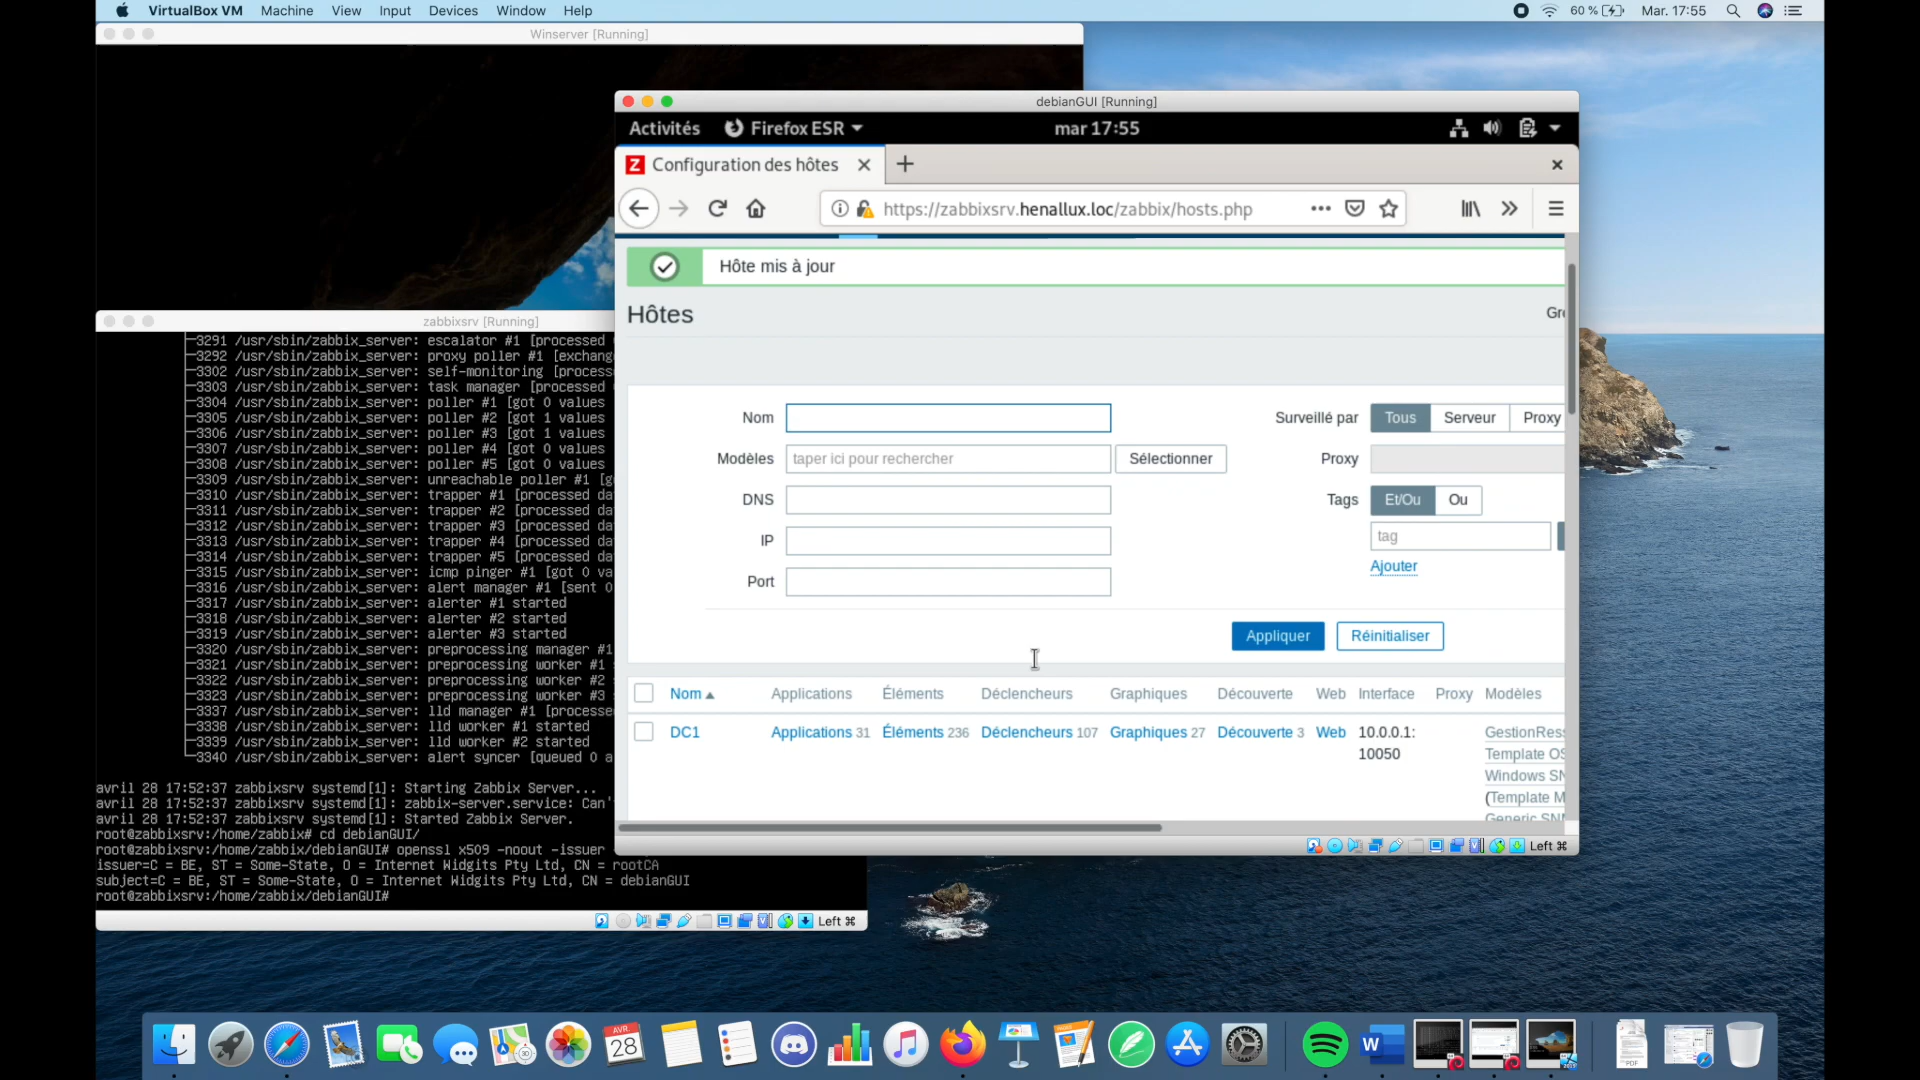 VirtualBox VM Machine View Input Devices Window Help
60 % Mar. 17:55
Winserver [Running]
debianGUI [Running]
Activités Firefox ESR mar 17:55
Configuration des hôtes
https://zabbixsrv.henallux.loc/zabbix/hosts.php
Hôte mis à jour
Hôtes
Nom
Surveillé par Tous Serveur Proxy
Modèles taper ici pour rechercher Sélectionner
Proxy
DNS
Tags Et/Ou Ou
IP
tag
Ajouter
Port
Appliquer Réinitialiser
Nom Applications Éléments Déclencheurs Graphiques Découverte Web Interface Proxy Modèles
DC1 Applications 31 Éléments 236 Déclencheurs 107 Graphiques 27 Découverte 3 Web 10.0.0.1: 10050
Template
Windows
(Template
Generic
Left ⌘
zabbixsrv [Running]
3291 /usr/sbin/zabbix_server: escalator #1 [processed
3292 /usr/sbin/zabbix_server: proxy poller #1 [exchang
3302 /usr/sbin/zabbix_server: self-monitoring [process
3303 /usr/sbin/zabbix_server: task manager [processed
3304 /usr/sbin/zabbix_server: poller #1 [got 0 values
3305 /usr/sbin/zabbix_server: poller #2 [got 1 values
3306 /usr/sbin/zabbix_server: poller #3 [got 1 values
3307 /usr/sbin/zabbix_server: poller #4 [got 0 values
3308 /usr/sbin/zabbix_server: poller #5 [got 0 values
3309 /usr/sbin/zabbix_server: unreachable poller #1 [g
3310 /usr/sbin/zabbix_server: trapper #1 [processed da
3311 /usr/sbin/zabbix_server: trapper #2 [processed da
3312 /usr/sbin/zabbix_server: trapper #3 [processed da
3313 /usr/sbin/zabbix_server: trapper #4 [processed da
3314 /usr/sbin/zabbix_server: trapper #5 [processed da
3315 /usr/sbin/zabbix_server: icmp pinger #1 [got 0 va
3316 /usr/sbin/zabbix_server: alert manager #1 [sent 0
3317 /usr/sbin/zabbix_server: alerter #1 started
3318 /usr/sbin/zabbix_server: alerter #2 started
3319 /usr/sbin/zabbix_server: alerter #3 started
3320 /usr/sbin/zabbix_server: preprocessing manager #1
3321 /usr/sbin/zabbix_server: preprocessing worker #1
3322 /usr/sbin/zabbix_server: preprocessing worker #2
3323 /usr/sbin/zabbix_server: preprocessing worker #3
3337 /usr/sbin/zabbix_server: lld manager #1 [processe
3338 /usr/sbin/zabbix_server: lld worker #1 started
3339 /usr/sbin/zabbix_server: lld worker #2 started
3340 /usr/sbin/zabbix_server: alert syncer [queued 0 a
avril 28 17:52:37 zabbixsrv systemd[1]: Starting Zabbix Server...
avril 28 17:52:37 zabbixsrv systemd[1]: zabbix-server.service: Can'
avril 28 17:52:37 zabbixsrv systemd[1]: Started Zabbix Server.
root@zabbixsrv:/home/zabbix# cd debianGUI/
root@zabbixsrv:/home/zabbix/debianGUI# openssl x509 -noout -issuer
issuer=C = BE, ST = Some-State, O = Internet Widgits Pty Ltd, CN = rootCA
subject=C = BE, ST = Some-State, O = Internet Widgits Pty Ltd, CN = debianGUI
root@zabbixsrv:/home/zabbix/debianGUI#
Left ⌘
AVR.
28